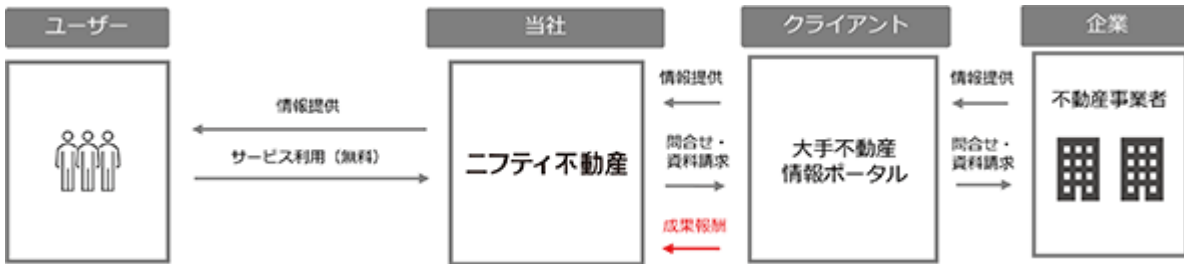 ユーザー
当社
クライアント
企業
情報提供
サービス利用（無料）
ニフティ不動産
情報提供
問合せ・
資料請求
成果報酬
大手不動産
情報ポータル
情報提供
問合せ・
資料請求
不動産事業者